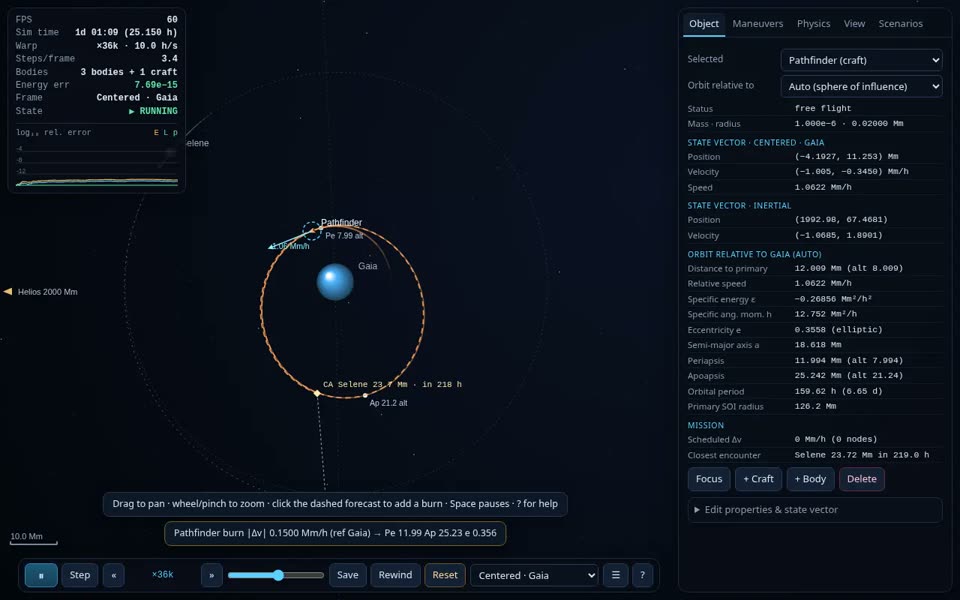 FPS 60
Sim time 1d 01:09 (25.150 h)
Warp ×36k · 10.0 h/s
Steps/frame 3.4
Bodies 3 bodies + 1 craft
Energy err 7.69e−15
Frame Centered · Gaia
State ▶ RUNNING
log₁₀ rel. error E L p
-4
-8
-12
elene
Pathfinder
Pe 7.99 alt
1.06 Mm/h
Gaia
Helios 2000 Mm
CA Selene 23.7 Mm · in 218 h
Ap 21.2 alt
Drag to pan · wheel/pinch to zoom · click the dashed forecast to add a burn · Space pauses · ? for help
Pathfinder burn |Δv| 0.1500 Mm/h (ref Gaia) → Pe 11.99 Ap 25.23 e 0.356
10.0 Mm
⏸ Step « ×36k » Save Rewind Reset Centered · Gaia ☰ ?
Object Maneuvers Physics View Scenarios
Selected Pathfinder (craft)
Orbit relative to Auto (sphere of influence)
Status free flight
Mass · radius 1.000e−6 · 0.02000 Mm
STATE VECTOR · CENTERED · GAIA
Position (−4.1927, 11.253) Mm
Velocity (−1.005, −0.3450) Mm/h
Speed 1.0622 Mm/h
STATE VECTOR · INERTIAL
Position (1992.98, 67.4681)
Velocity (−1.0685, 1.8901)
ORBIT RELATIVE TO GAIA (AUTO)
Distance to primary 12.009 Mm (alt 8.009)
Relative speed 1.0622 Mm/h
Specific energy ε −0.26856 Mm²/h²
Specific ang. mom. h 12.752 Mm²/h
Eccentricity e 0.3558 (elliptic)
Semi-major axis a 18.618 Mm
Periapsis 11.994 Mm (alt 7.994)
Apoapsis 25.242 Mm (alt 21.24)
Orbital period 159.62 h (6.65 d)
Primary SOI radius 126.2 Mm
MISSION
Scheduled Δv 0 Mm/h (0 nodes)
Closest encounter Selene 23.72 Mm in 219.0 h
Focus + Craft + Body Delete
▶ Edit properties & state vector